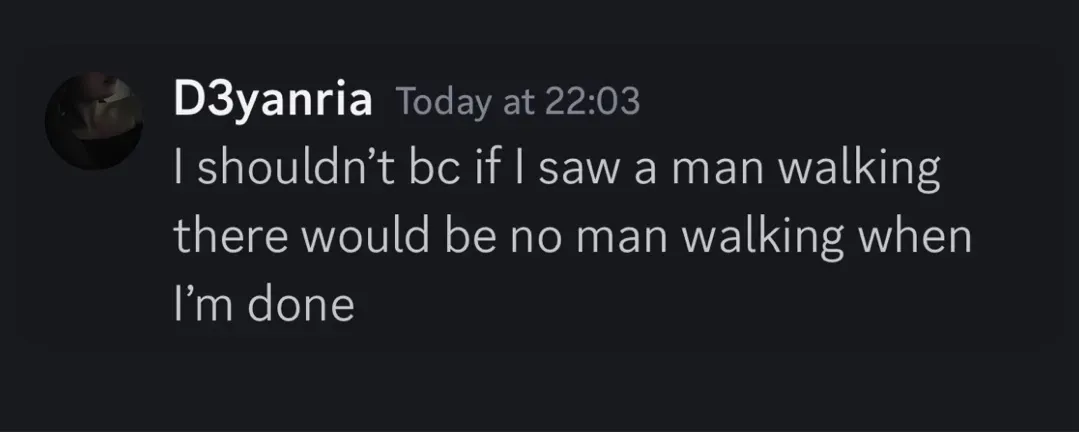 D3yanria Today at 22:03
I shouldn’t bc if I saw a man walking
there would be no man walking when
I’m done